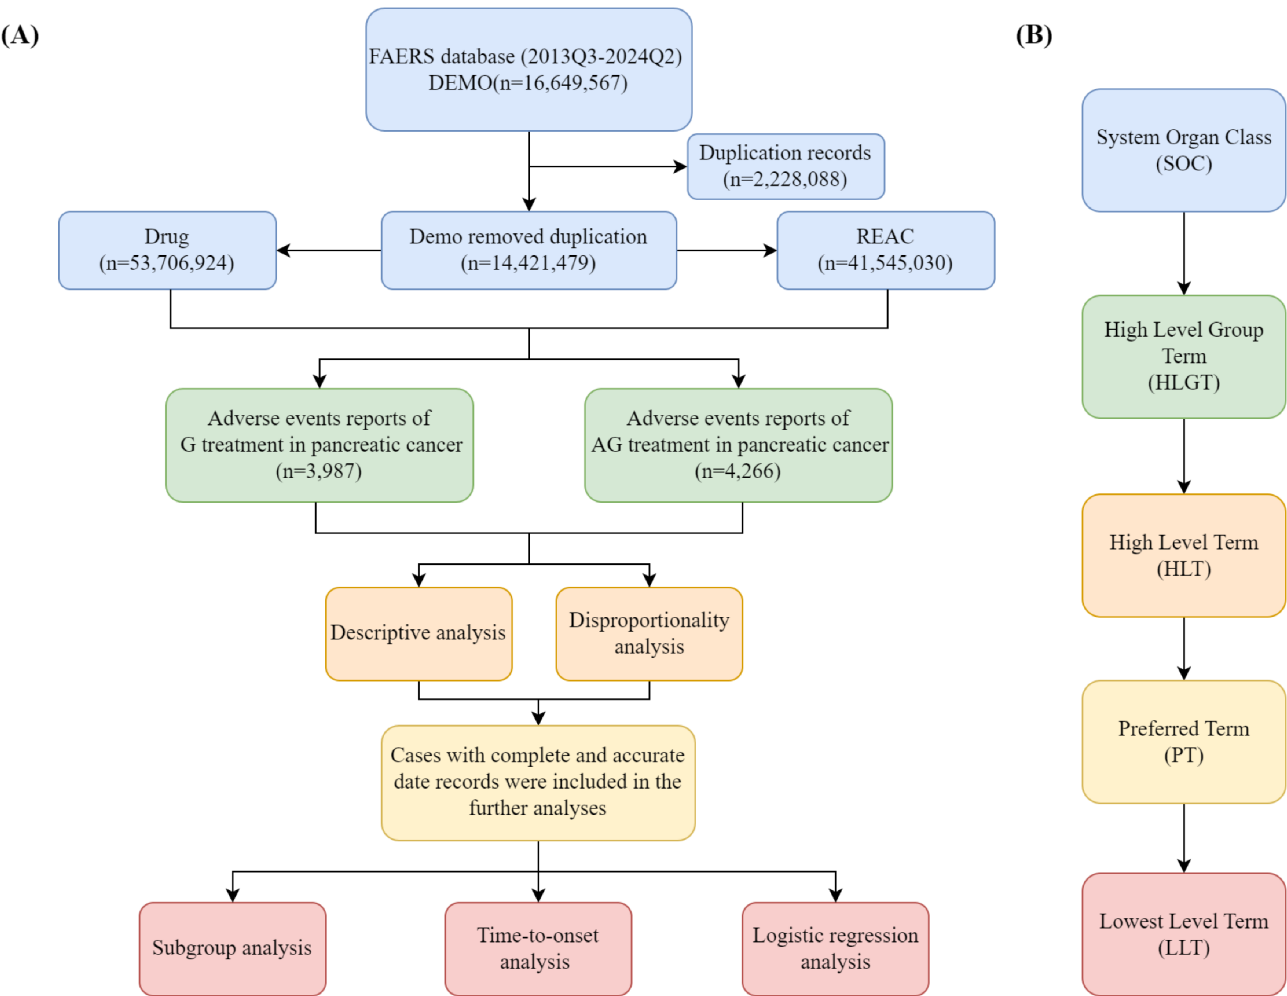 (A)
FAERS database (2013Q3-2024Q2)
DEMO(n=16,649,567)
Duplication records
(n=2,228,088)
Drug
(n=53,706,924)
Demo removed duplication
(n=14,421,479)
REAC
(n=41,545,030)
Adverse events reports of
G treatment in pancreatic cancer
(n=3,987)
Adverse events reports of
AG treatment in pancreatic cancer
(n=4,266)
Descriptive analysis
Disproportionality
analysis
Cases with complete and accurate
date records were included in the
further analyses
Subgroup analysis
Time-to-onset
analysis
Logistic regression
analysis
(B)
System Organ Class
(SOC)
High Level Group
Term
(HLGT)
High Level Term
(HLT)
Preferred Term
(PT)
Lowest Level Term
(LLT)